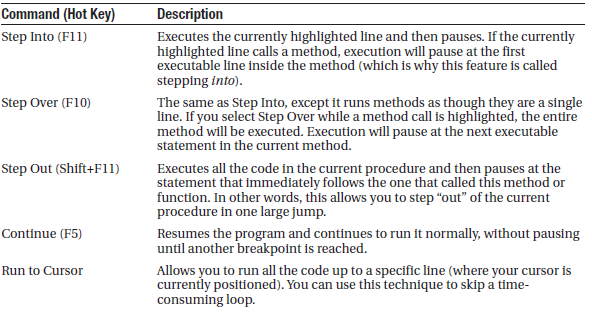 Command (Hot Key) Description
Step Into (F11) Executes the currently highlighted line and then pauses. If the currently
highlighted line calls a method, execution will pause at the first
executable line inside the method (which is why this feature is called
stepping into).
Step Over (F10) The same as Step Into, except it runs methods as though they are a single
line. If you select Step Over while a method call is highlighted, the entire
method will be executed. Execution will pause at the next executable
statement in the current method.
Step Out (Shift+F11) Executes all the code in the current procedure and then pauses at the
statement that immediately follows the one that called this method or
function. In other words, this allows you to step “out” of the current
procedure in one large jump.
Continue (F5) Resumes the program and continues to run it normally, without pausing
until another breakpoint is reached.
Run to Cursor Allows you to run all the code up to a specific line (where your cursor is
currently positioned). You can use this technique to skip a time-
consuming loop.